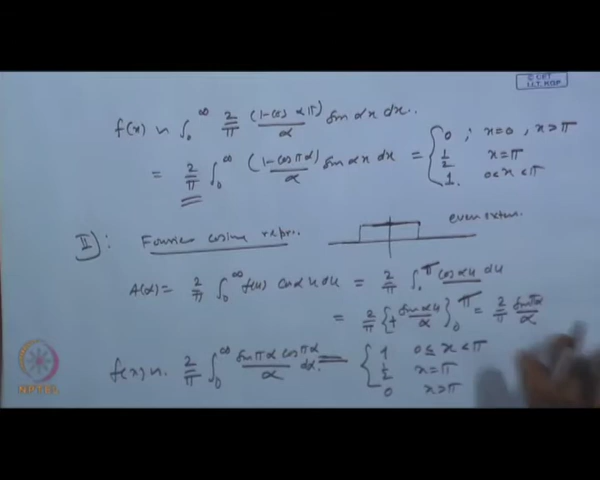 © CET
I.I.T. KGP
f(x) ~ ∫₀^∞ 2/π (1-cos απ)/α sin αx dx.
= 2/π ∫₀^∞ (1-cos πα)/α sin αx dx = { 0 ; x=0, x>π
1/2 x=π
1. 0<x<π
II): Fourier cosine repr.. even exten.
A(α) = 2/π ∫₀^∞ f(u) cos αu du = 2/π ∫₀^π cos αu du
= 2/π { + sin αu/α }₀^π = 2/π sin πα/α
f(x) ~ 2/π ∫₀^∞ sin πα cos πα/α dα. = { 1 0≤x<π
1/2 x=π
0 x>π
NPTEL